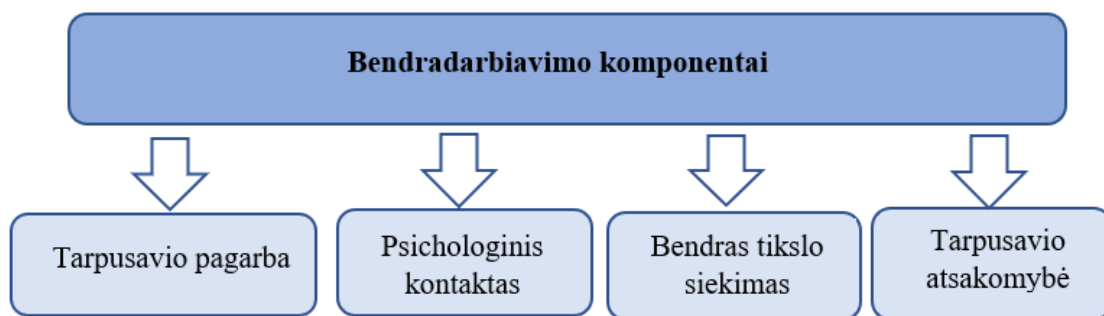 Bendradarbiavimo komponentai
Tarpusavio pagarba
Psichologinis
kontaktas
Bendras tikslo
siekimas
Tarpusavio
atsakomybė